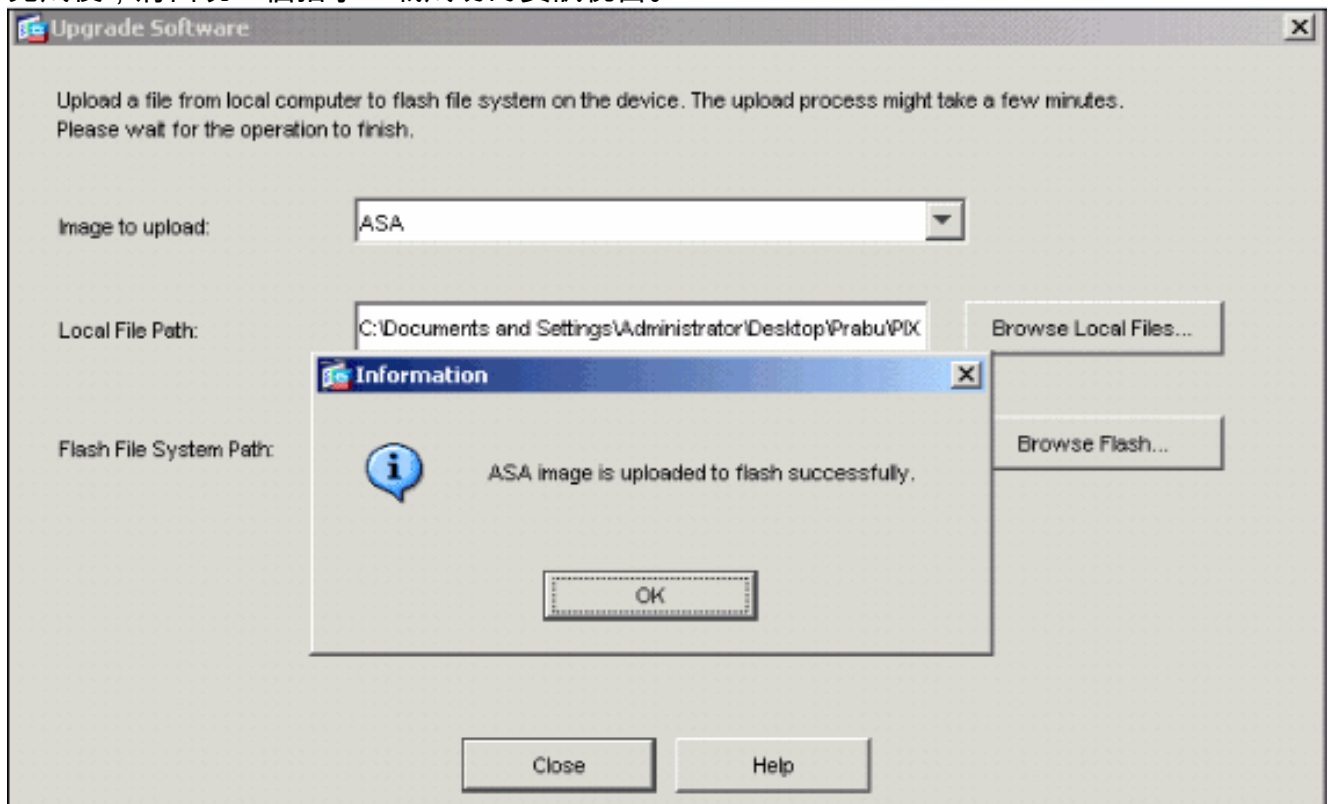 Upgrade Software
Upload a file from local computer to flash file system on the device. The upload process might take a few minutes.
Please wait for the operation to finish.
Image to upload:
ASA
Local File Path:
C:\Documents and Settings\Administrator\Desktop\Prabu\PIX
Browse Local Files...
Information
Flash File System Path:
Browse Flash...
ASA image is uploaded to flash successfully.
OK
Close
Help